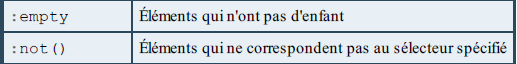 :empty Éléments qui n'ont pas d'enfant
:not() Éléments qui ne correspondent pas au sélecteur spécifié